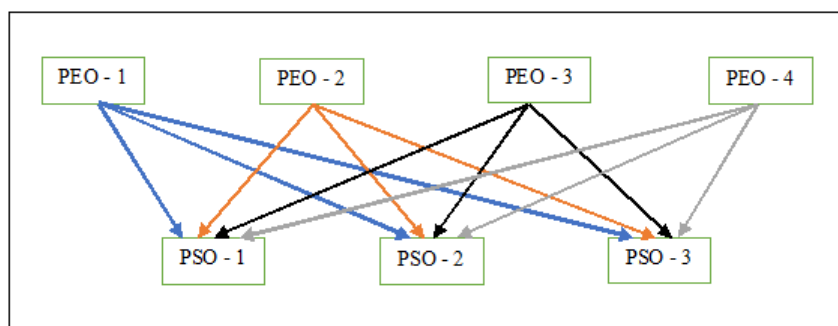 PEO - 1
PEO - 2
PEO - 3
PEO - 4
PSO - 1
PSO - 2
PSO - 3